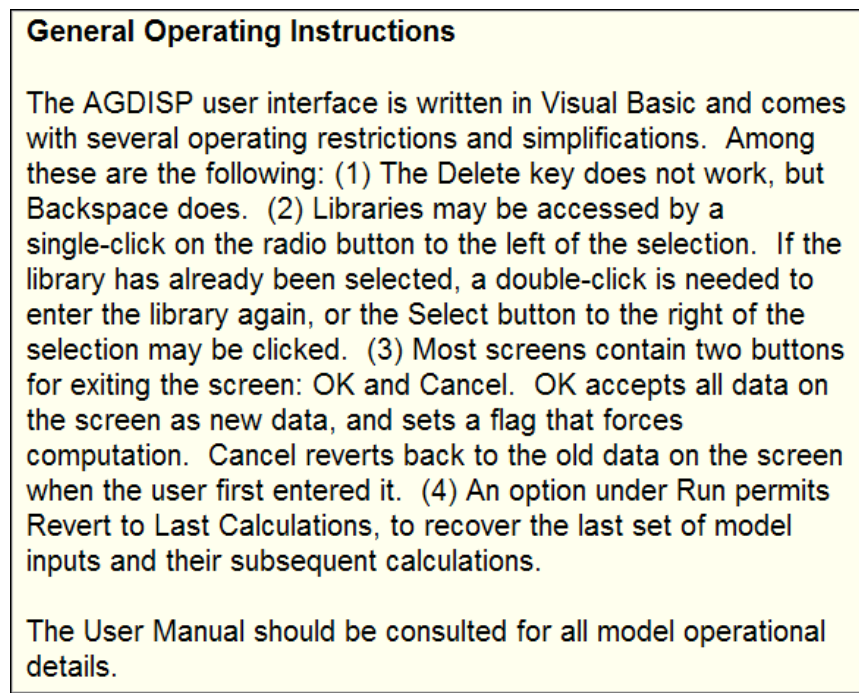 General Operating Instructions
The AGDISP user interface is written in Visual Basic and comes
with several operating restrictions and simplifications.  Among
these are the following: (1) The Delete key does not work, but
Backspace does.  (2) Libraries may be accessed by a
single-click on the radio button to the left of the selection.  If the
library has already been selected, a double-click is needed to
enter the library again, or the Select button to the right of the
selection may be clicked.  (3) Most screens contain two buttons
for exiting the screen: OK and Cancel.  OK accepts all data on
the screen as new data, and sets a flag that forces
computation.  Cancel reverts back to the old data on the screen
when the user first entered it.  (4) An option under Run permits
Revert to Last Calculations, to recover the last set of model
inputs and their subsequent calculations.
The User Manual should be consulted for all model operational
details.